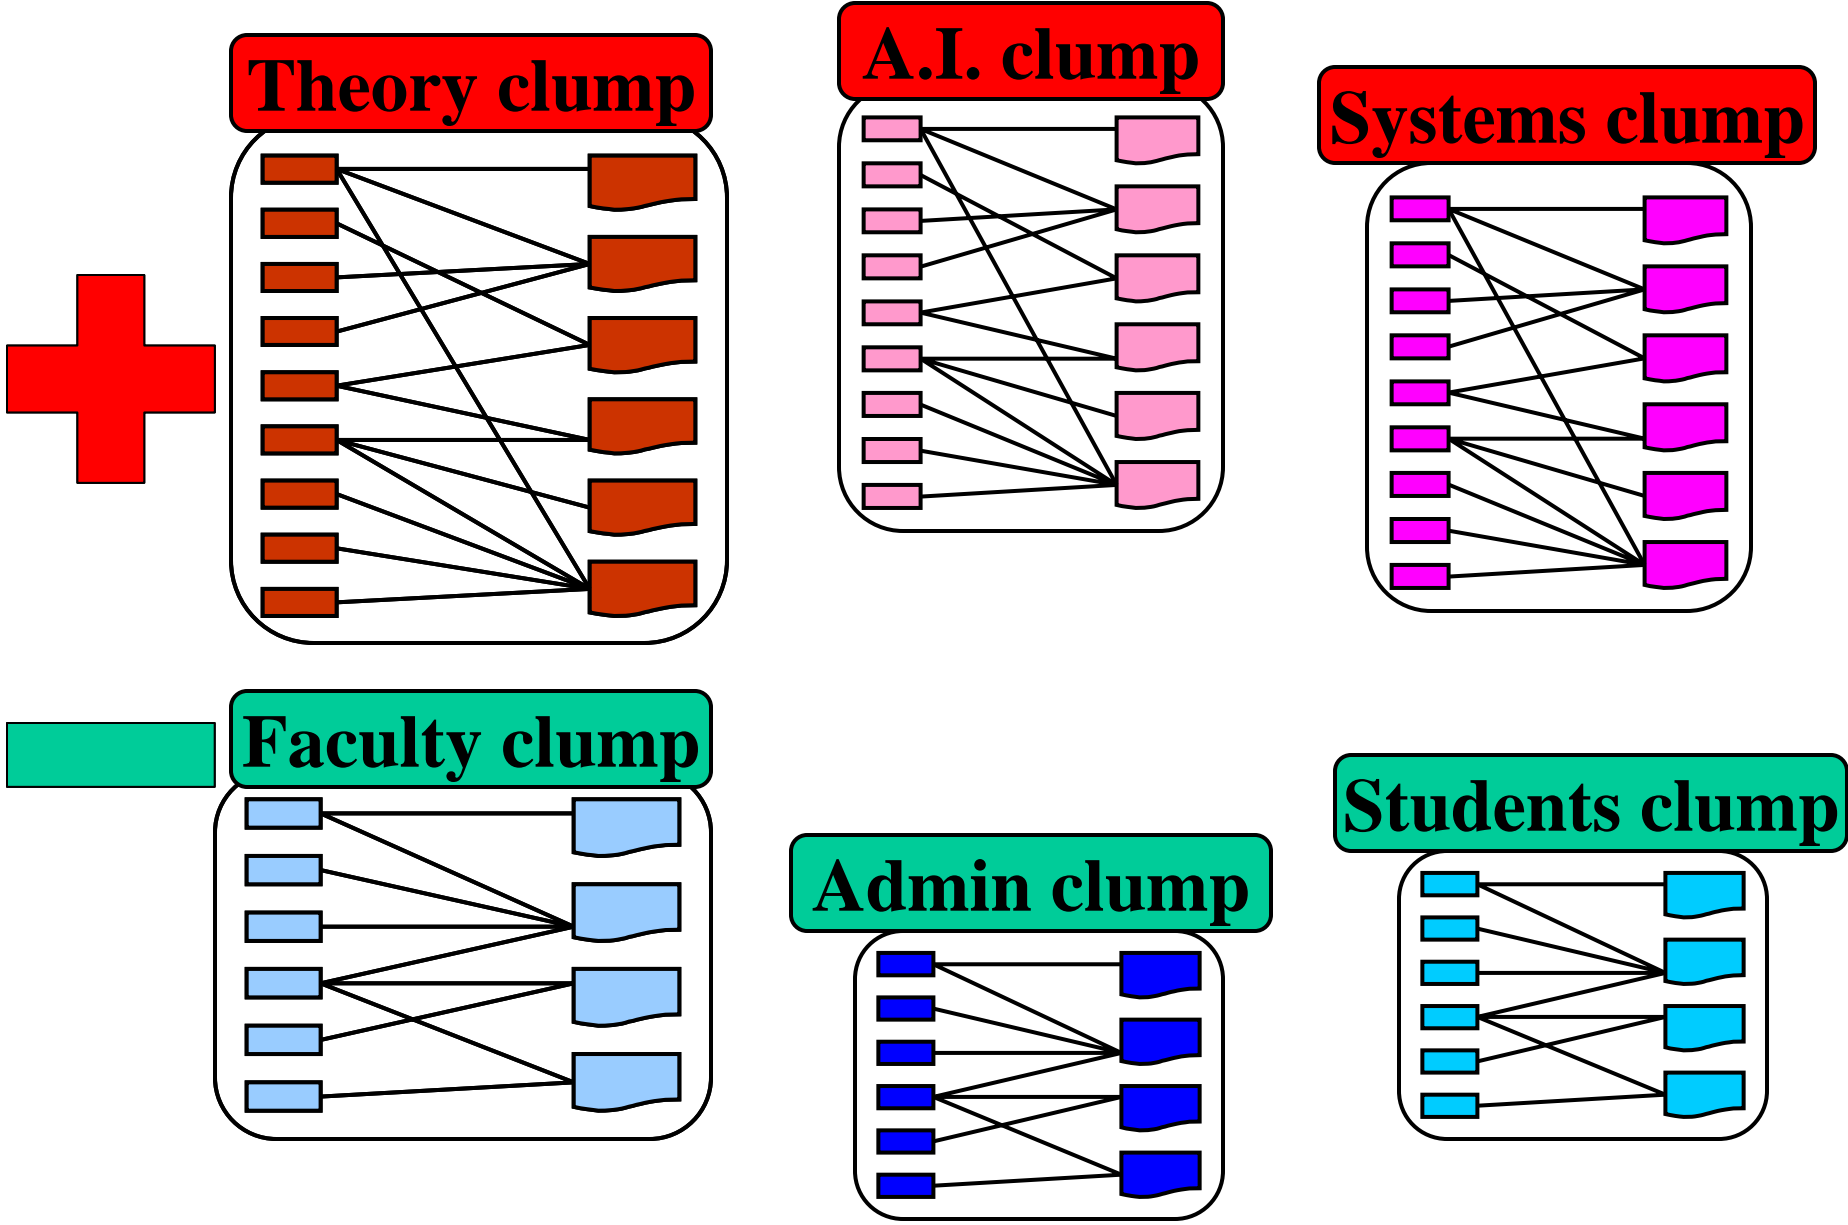 Theory clump
A.I. clump
Systems clump
Faculty clump
Admin clump
Students clump